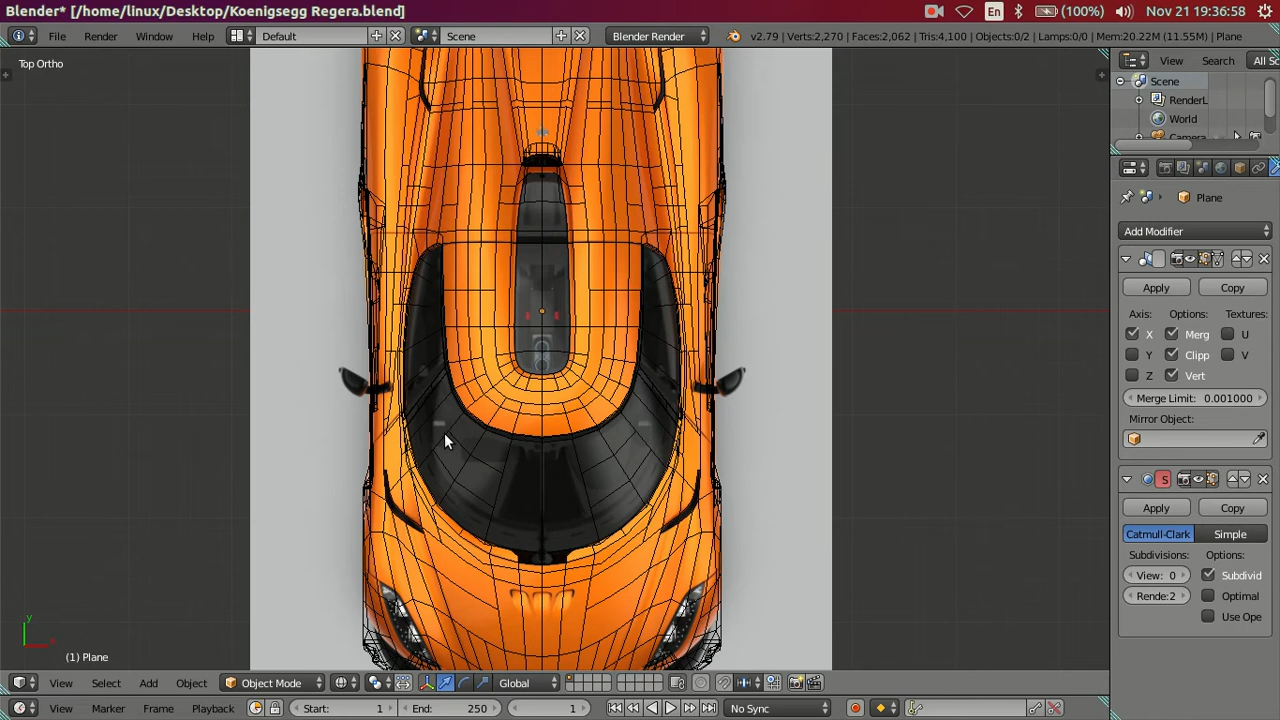 Blender* [/home/linux/Desktop/Koenigsegg Regera.blend]
En
(100%)
Nov 21 19:36:58
File
Render
Window
Help
Default
Scene
Blender Render
v2.79 | Verts:2,270 | Faces:2,062 | Tris:4,100 | Objects:0/2 | Lamps:0/0 | Mem:20.22M (11.55M) | Plane
Top Ortho
View
Search
All Sc
Scene
RenderL
World
Camera
Plane
Add Modifier
Apply
Copy
Axis:
Options:
Textures:
X
Merg
U
Y
Clipp
V
Z
Vert
Merge Limit: 0.001000
Mirror Object:
S
Apply
Copy
Catmull-Clark
Simple
Subdivisions:
Options:
View: 0
Subdivid
Rende:2
Optimal
Use Ope
y
x
(1) Plane
View
Select
Add
Object
Object Mode
Global
View
Marker
Frame
Playback
Start:
1
End:
250
1
No Sync